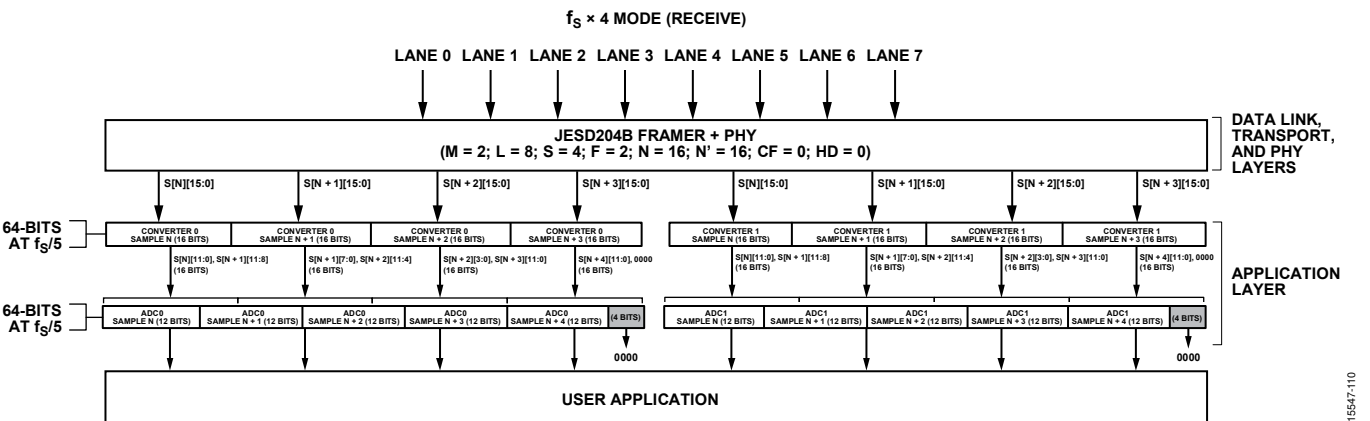 fS × 4 MODE (RECEIVE)
LANE 0 LANE 1 LANE 2 LANE 3 LANE 4 LANE 5 LANE 6 LANE 7
JESD204B FRAMER + PHY
(M = 2; L = 8; S = 4; F = 2; N = 16; N' = 16; CF = 0; HD = 0)
DATA LINK,
TRANSPORT,
AND PHY
LAYERS
S[N][15:0] S[N + 1][15:0] S[N + 2][15:0] S[N + 3][15:0] S[N][15:0] S[N + 1][15:0] S[N + 2][15:0] S[N + 3][15:0]
64-BITS
AT fS/5
CONVERTER 0 CONVERTER 0 CONVERTER 0 CONVERTER 0 CONVERTER 1 CONVERTER 1 CONVERTER 1 CONVERTER 1
SAMPLE N (16 BITS) SAMPLE N + 1 (16 BITS) SAMPLE N + 2 (16 BITS) SAMPLE N + 3 (16 BITS) SAMPLE N (16 BITS) SAMPLE N + 1 (16 BITS) SAMPLE N + 2 (16 BITS) SAMPLE N + 3 (16 BITS)
S[N][11:0], S[N + 1][11:8] S[N + 1][7:0], S[N + 2][11:4] S[N + 2][3:0], S[N + 3][11:0] S[N + 4][11:0], 0000 S[N][11:0], S[N + 1][11:8] S[N + 1][7:0], S[N + 2][11:4] S[N + 2][3:0], S[N + 3][11:0] S[N + 4][11:0], 0000
(16 BITS) (16 BITS) (16 BITS) (16 BITS) (16 BITS) (16 BITS) (16 BITS) (16 BITS)
APPLICATION
LAYER
64-BITS
AT fS/5
ADC0 ADC0 ADC0 ADC0 ADC0 ADC1 ADC1 ADC1 ADC1 ADC1
SAMPLE N (12 BITS) SAMPLE N + 1 (12 BITS) SAMPLE N + 2 (12 BITS) SAMPLE N + 3 (12 BITS) SAMPLE N + 4 (12 BITS) (4 BITS) SAMPLE N (12 BITS) SAMPLE N + 1 (12 BITS) SAMPLE N + 2 (12 BITS) SAMPLE N + 3 (12 BITS) SAMPLE N + 4 (12 BITS) (4 BITS)
0000 0000
USER APPLICATION
15547-110